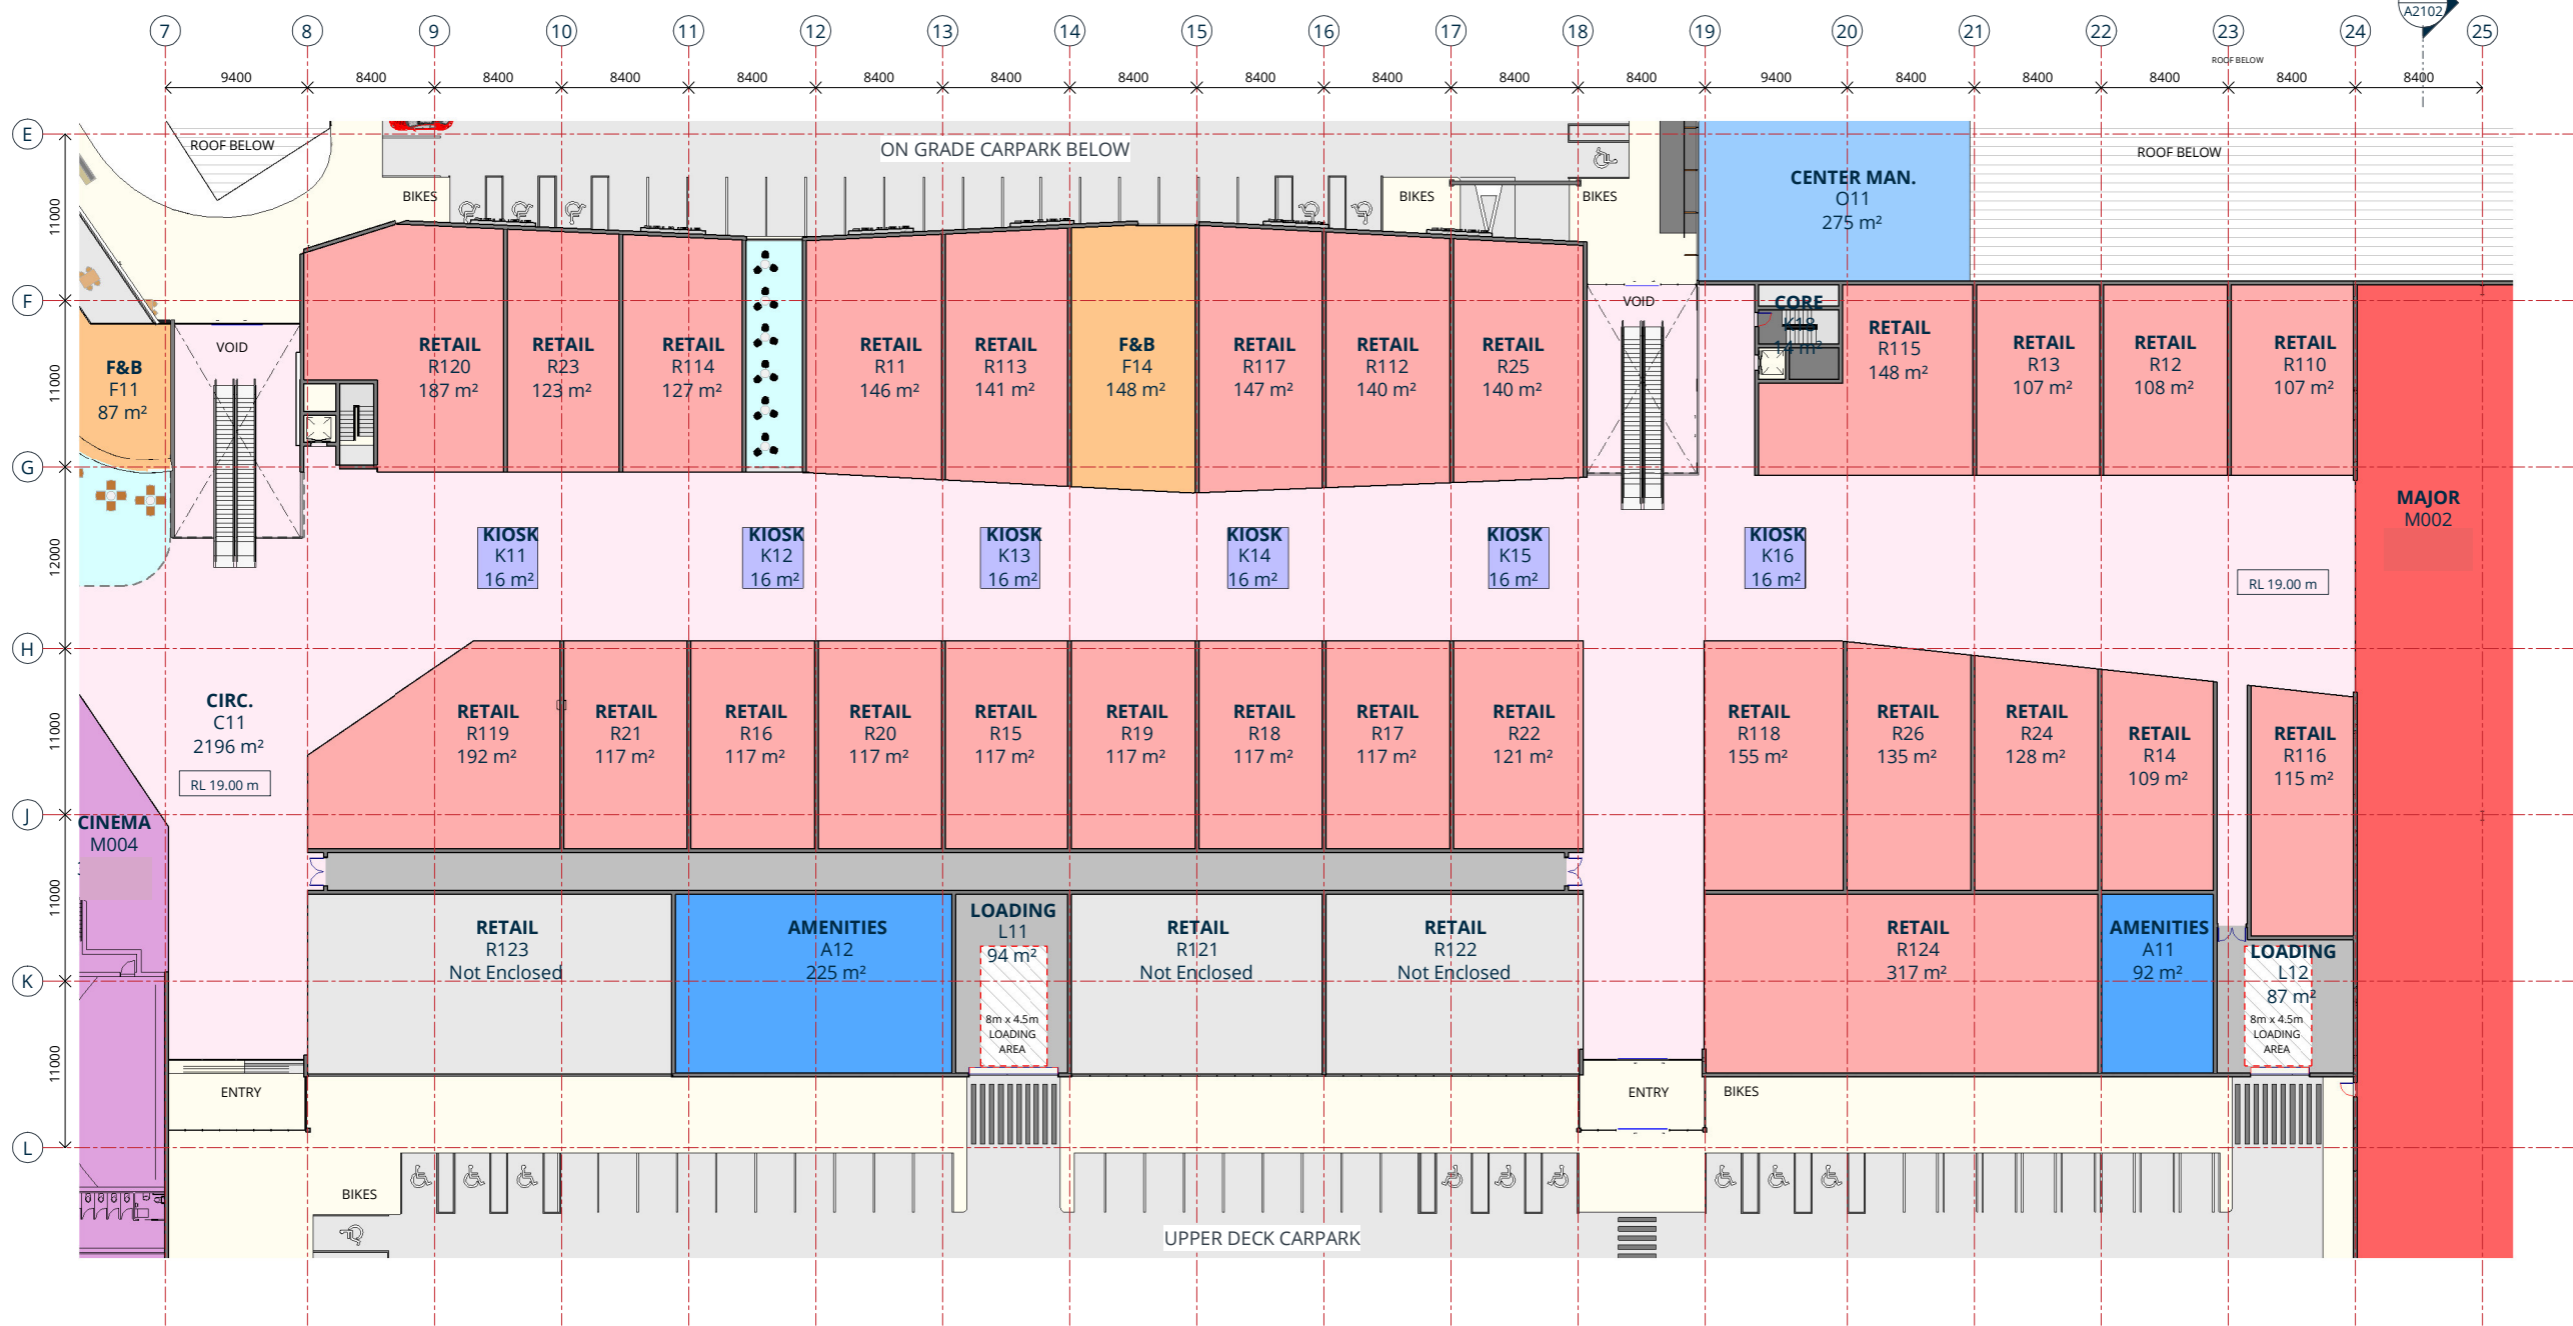 A2102
7 8 9 10 11 12 13 14 15 16 17 18 19 20 21 22 23 24 25
ROOF BELOW
9400 8400 8400 8400 8400 8400 8400 8400 8400 8400 8400 8400 9400 8400 8400 8400 8400 8400
E
ROOF BELOW
ON GRADE CARPARK BELOW
ROOF BELOW
BIKES
BIKES
BIKES
CENTER MAN.
O11
275 m²
11000
F
VOID
VOID
CORE
K18
14 m²
F&B
F11
87 m²
RETAIL
R120
187 m²
RETAIL
R23
123 m²
RETAIL
R114
127 m²
RETAIL
R11
146 m²
RETAIL
R113
141 m²
F&B
F14
148 m²
RETAIL
R117
147 m²
RETAIL
R112
140 m²
RETAIL
R25
140 m²
RETAIL
R115
148 m²
RETAIL
R13
107 m²
RETAIL
R12
108 m²
RETAIL
R110
107 m²
11000
G
MAJOR
M002
12000
KIOSK
K11
16 m²
KIOSK
K12
16 m²
KIOSK
K13
16 m²
KIOSK
K14
16 m²
KIOSK
K15
16 m²
KIOSK
K16
16 m²
RL 19.00 m
H
CIRC.
C11
2196 m²
RL 19.00 m
11000
RETAIL
R119
192 m²
RETAIL
R21
117 m²
RETAIL
R16
117 m²
RETAIL
R20
117 m²
RETAIL
R15
117 m²
RETAIL
R19
117 m²
RETAIL
R18
117 m²
RETAIL
R17
117 m²
RETAIL
R22
121 m²
RETAIL
R118
155 m²
RETAIL
R26
135 m²
RETAIL
R24
128 m²
RETAIL
R14
109 m²
RETAIL
R116
115 m²
J
CINEMA
M004
11000
RETAIL
R123
Not Enclosed
AMENITIES
A12
225 m²
LOADING
L11
94 m²
8m x 4.5m
LOADING
AREA
RETAIL
R121
Not Enclosed
RETAIL
R122
Not Enclosed
RETAIL
R124
317 m²
AMENITIES
A11
92 m²
LOADING
L12
87 m²
8m x 4.5m
LOADING
AREA
K
11000
ENTRY
ENTRY
BIKES
L
BIKES
UPPER DECK CARPARK